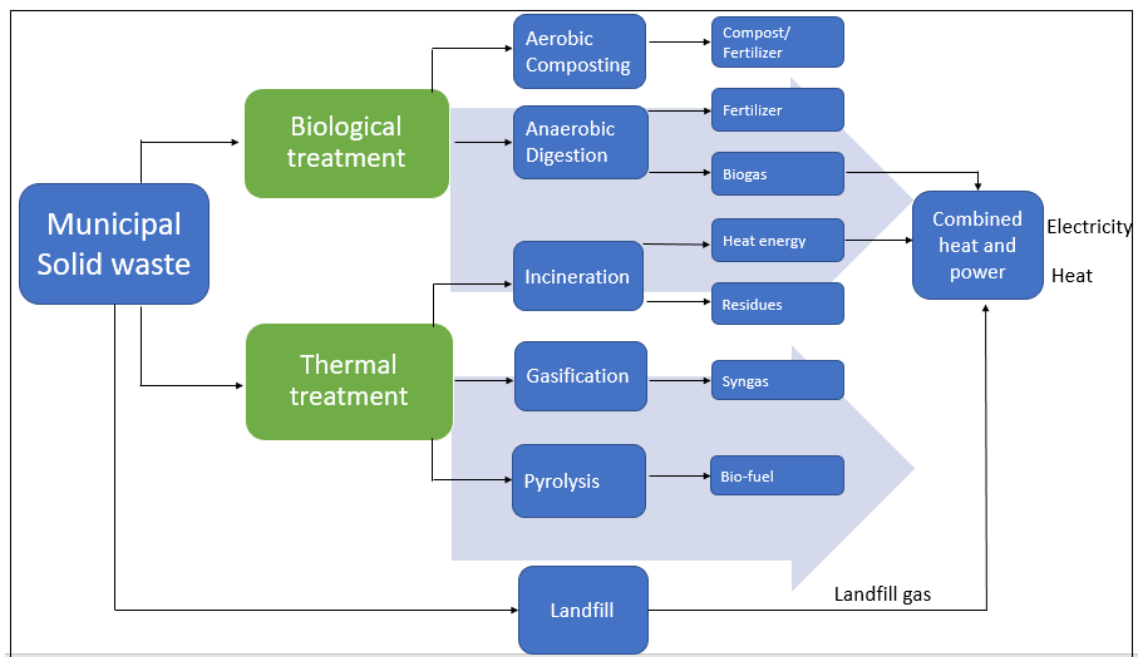 Municipal
Solid waste
Biological
treatment
Thermal
treatment
Aerobic
Composting
Anaerobic
Digestion
Incineration
Gasification
Pyrolysis
Landfill
Compost/
Fertilizer
Fertilizer
Biogas
Heat energy
Residues
Syngas
Bio-fuel
Landfill gas
Combined
heat and
power
Electricity
Heat